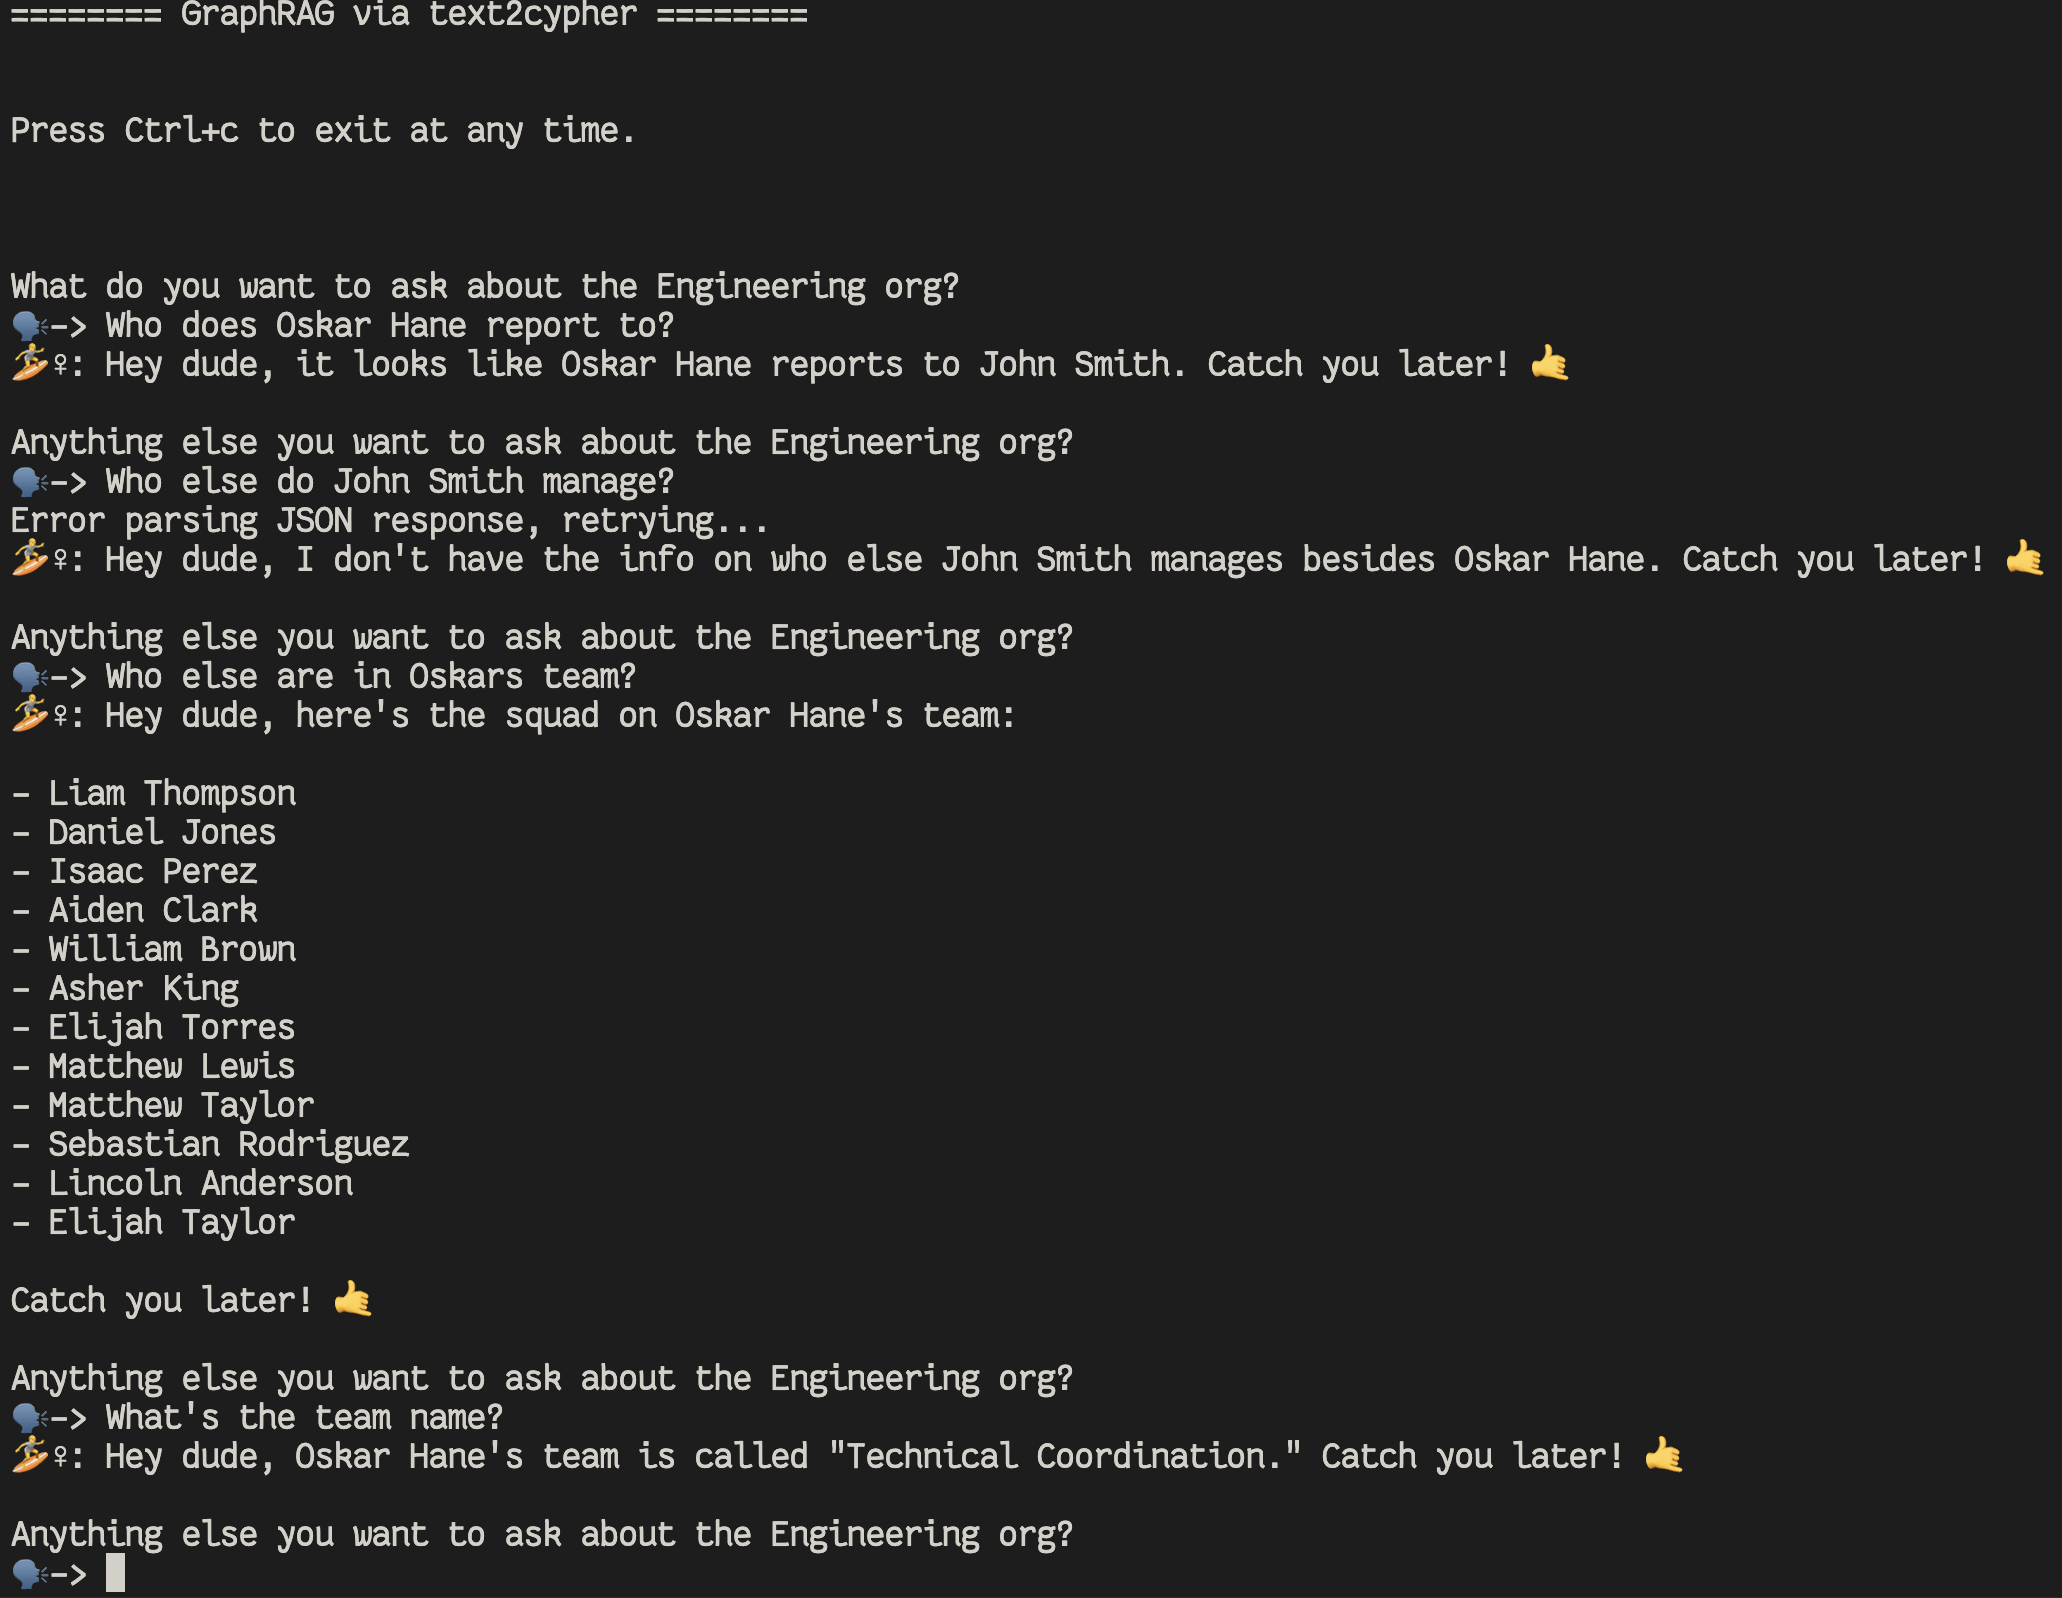 ======== GraphRAG via text2cypher ========
Press Ctrl+c to exit at any time.
What do you want to ask about the Engineering org?
🗣-> Who does Oskar Hane report to?
🏄♀: Hey dude, it looks like Oskar Hane reports to John Smith. Catch you later! 🤙
Anything else you want to ask about the Engineering org?
🗣-> Who else do John Smith manage?
Error parsing JSON response, retrying...
🏄♀: Hey dude, I don't have the info on who else John Smith manages besides Oskar Hane. Catch you later! 🤙
Anything else you want to ask about the Engineering org?
🗣-> Who else are in Oskars team?
🏄♀: Hey dude, here's the squad on Oskar Hane's team:
- Liam Thompson
- Daniel Jones
- Isaac Perez
- Aiden Clark
- William Brown
- Asher King
- Elijah Torres
- Matthew Lewis
- Matthew Taylor
- Sebastian Rodriguez
- Lincoln Anderson
- Elijah Taylor
Catch you later! 🤙
Anything else you want to ask about the Engineering org?
🗣-> What's the team name?
🏄♀: Hey dude, Oskar Hane's team is called "Technical Coordination." Catch you later! 🤙
Anything else you want to ask about the Engineering org?
🗣->